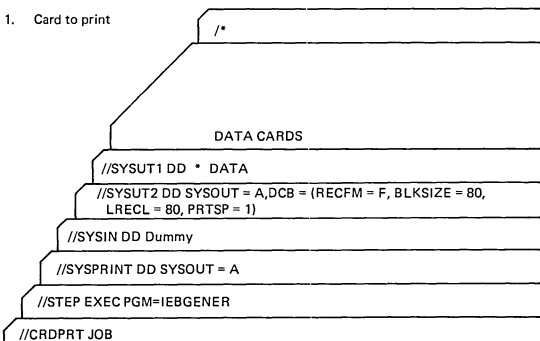 1. Card to print
/*
DATA CARDS
//SYSUT1 DD * DATA
//SYSUT2 DD SYSOUT = A,DCB = (RECFM = F, BLKSIZE = 80,
LRECL = 80, PRTSP = 1)
//SYSIN DD Dummy
//SYSPRINT DD SYSOUT = A
//STEP EXEC PGM=IEBGENER
//CRDPRT JOB